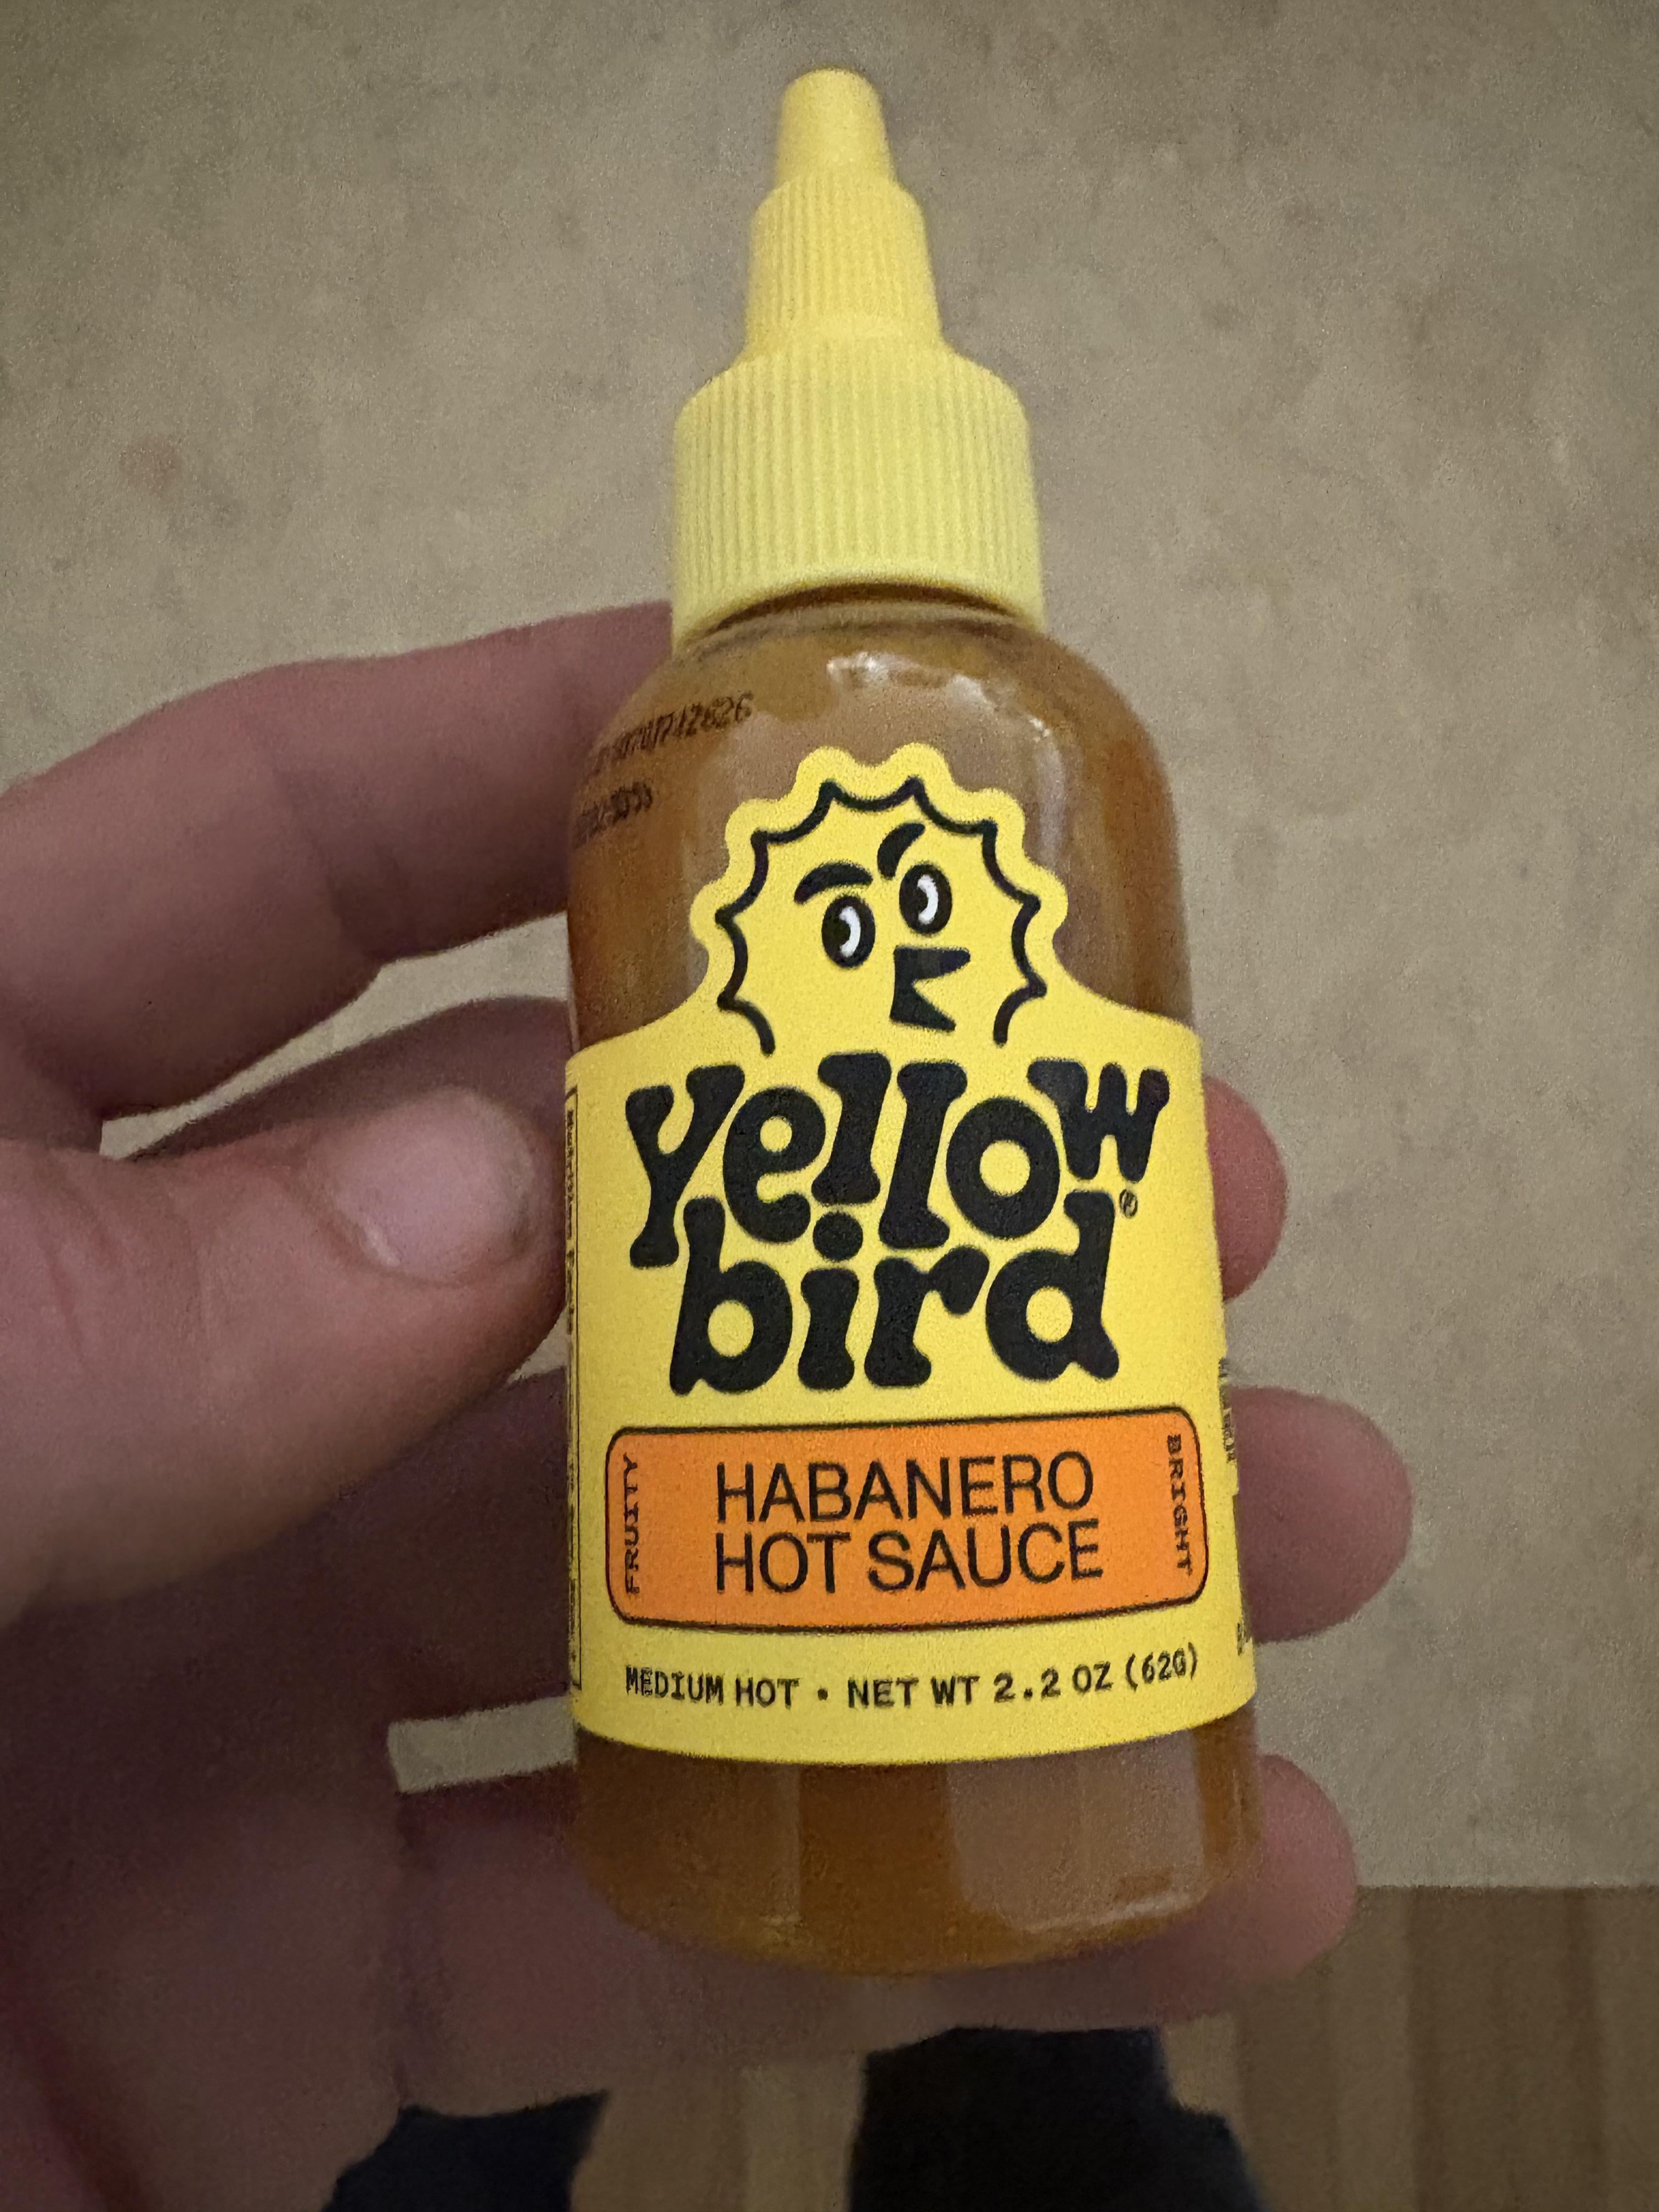 yellow
bird®
FRUITY
HABANERO
HOT SAUCE
BRIGHT
MEDIUM HOT • NET WT 2.2 OZ (62G)